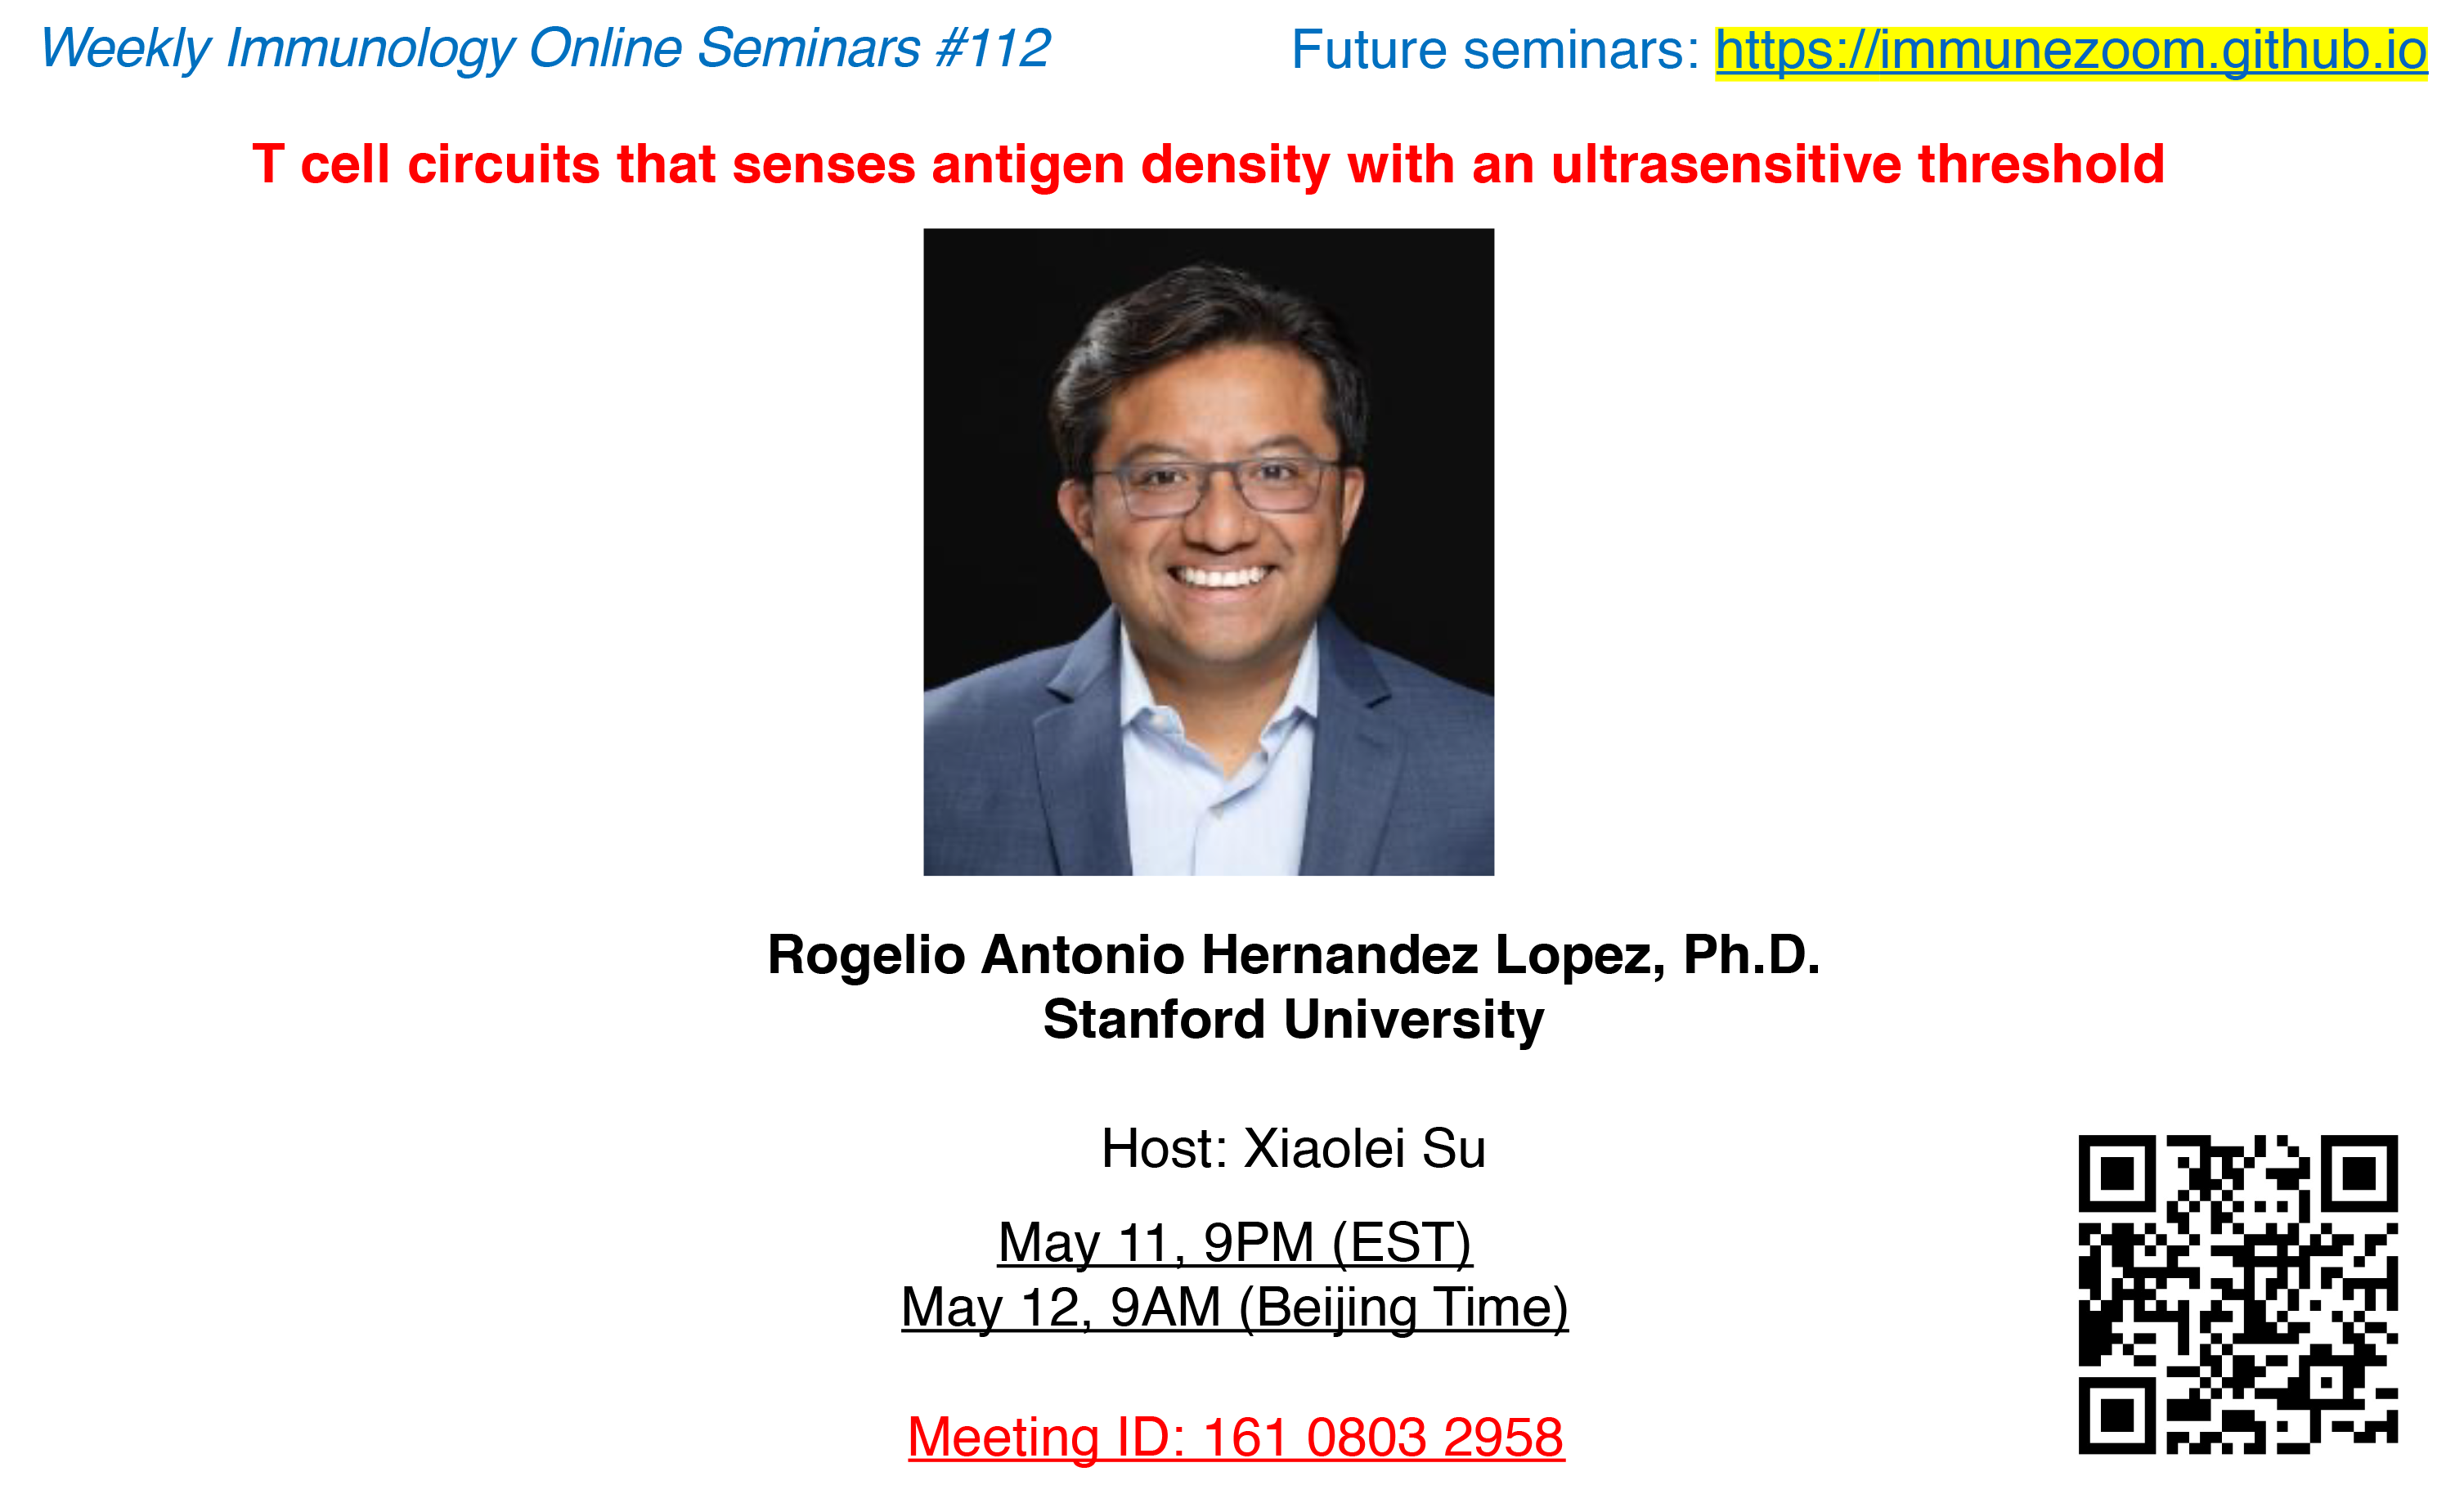 Weekly Immunology Online Seminars #112
Future seminars: https://immunezoom.github.io
T cell circuits that senses antigen density with an ultrasensitive threshold
Rogelio Antonio Hernandez Lopez, Ph.D.
Stanford University
Host: Xiaolei Su
May 11, 9PM (EST)
May 12, 9AM (Beijing Time)
Meeting ID: 161 0803 2958